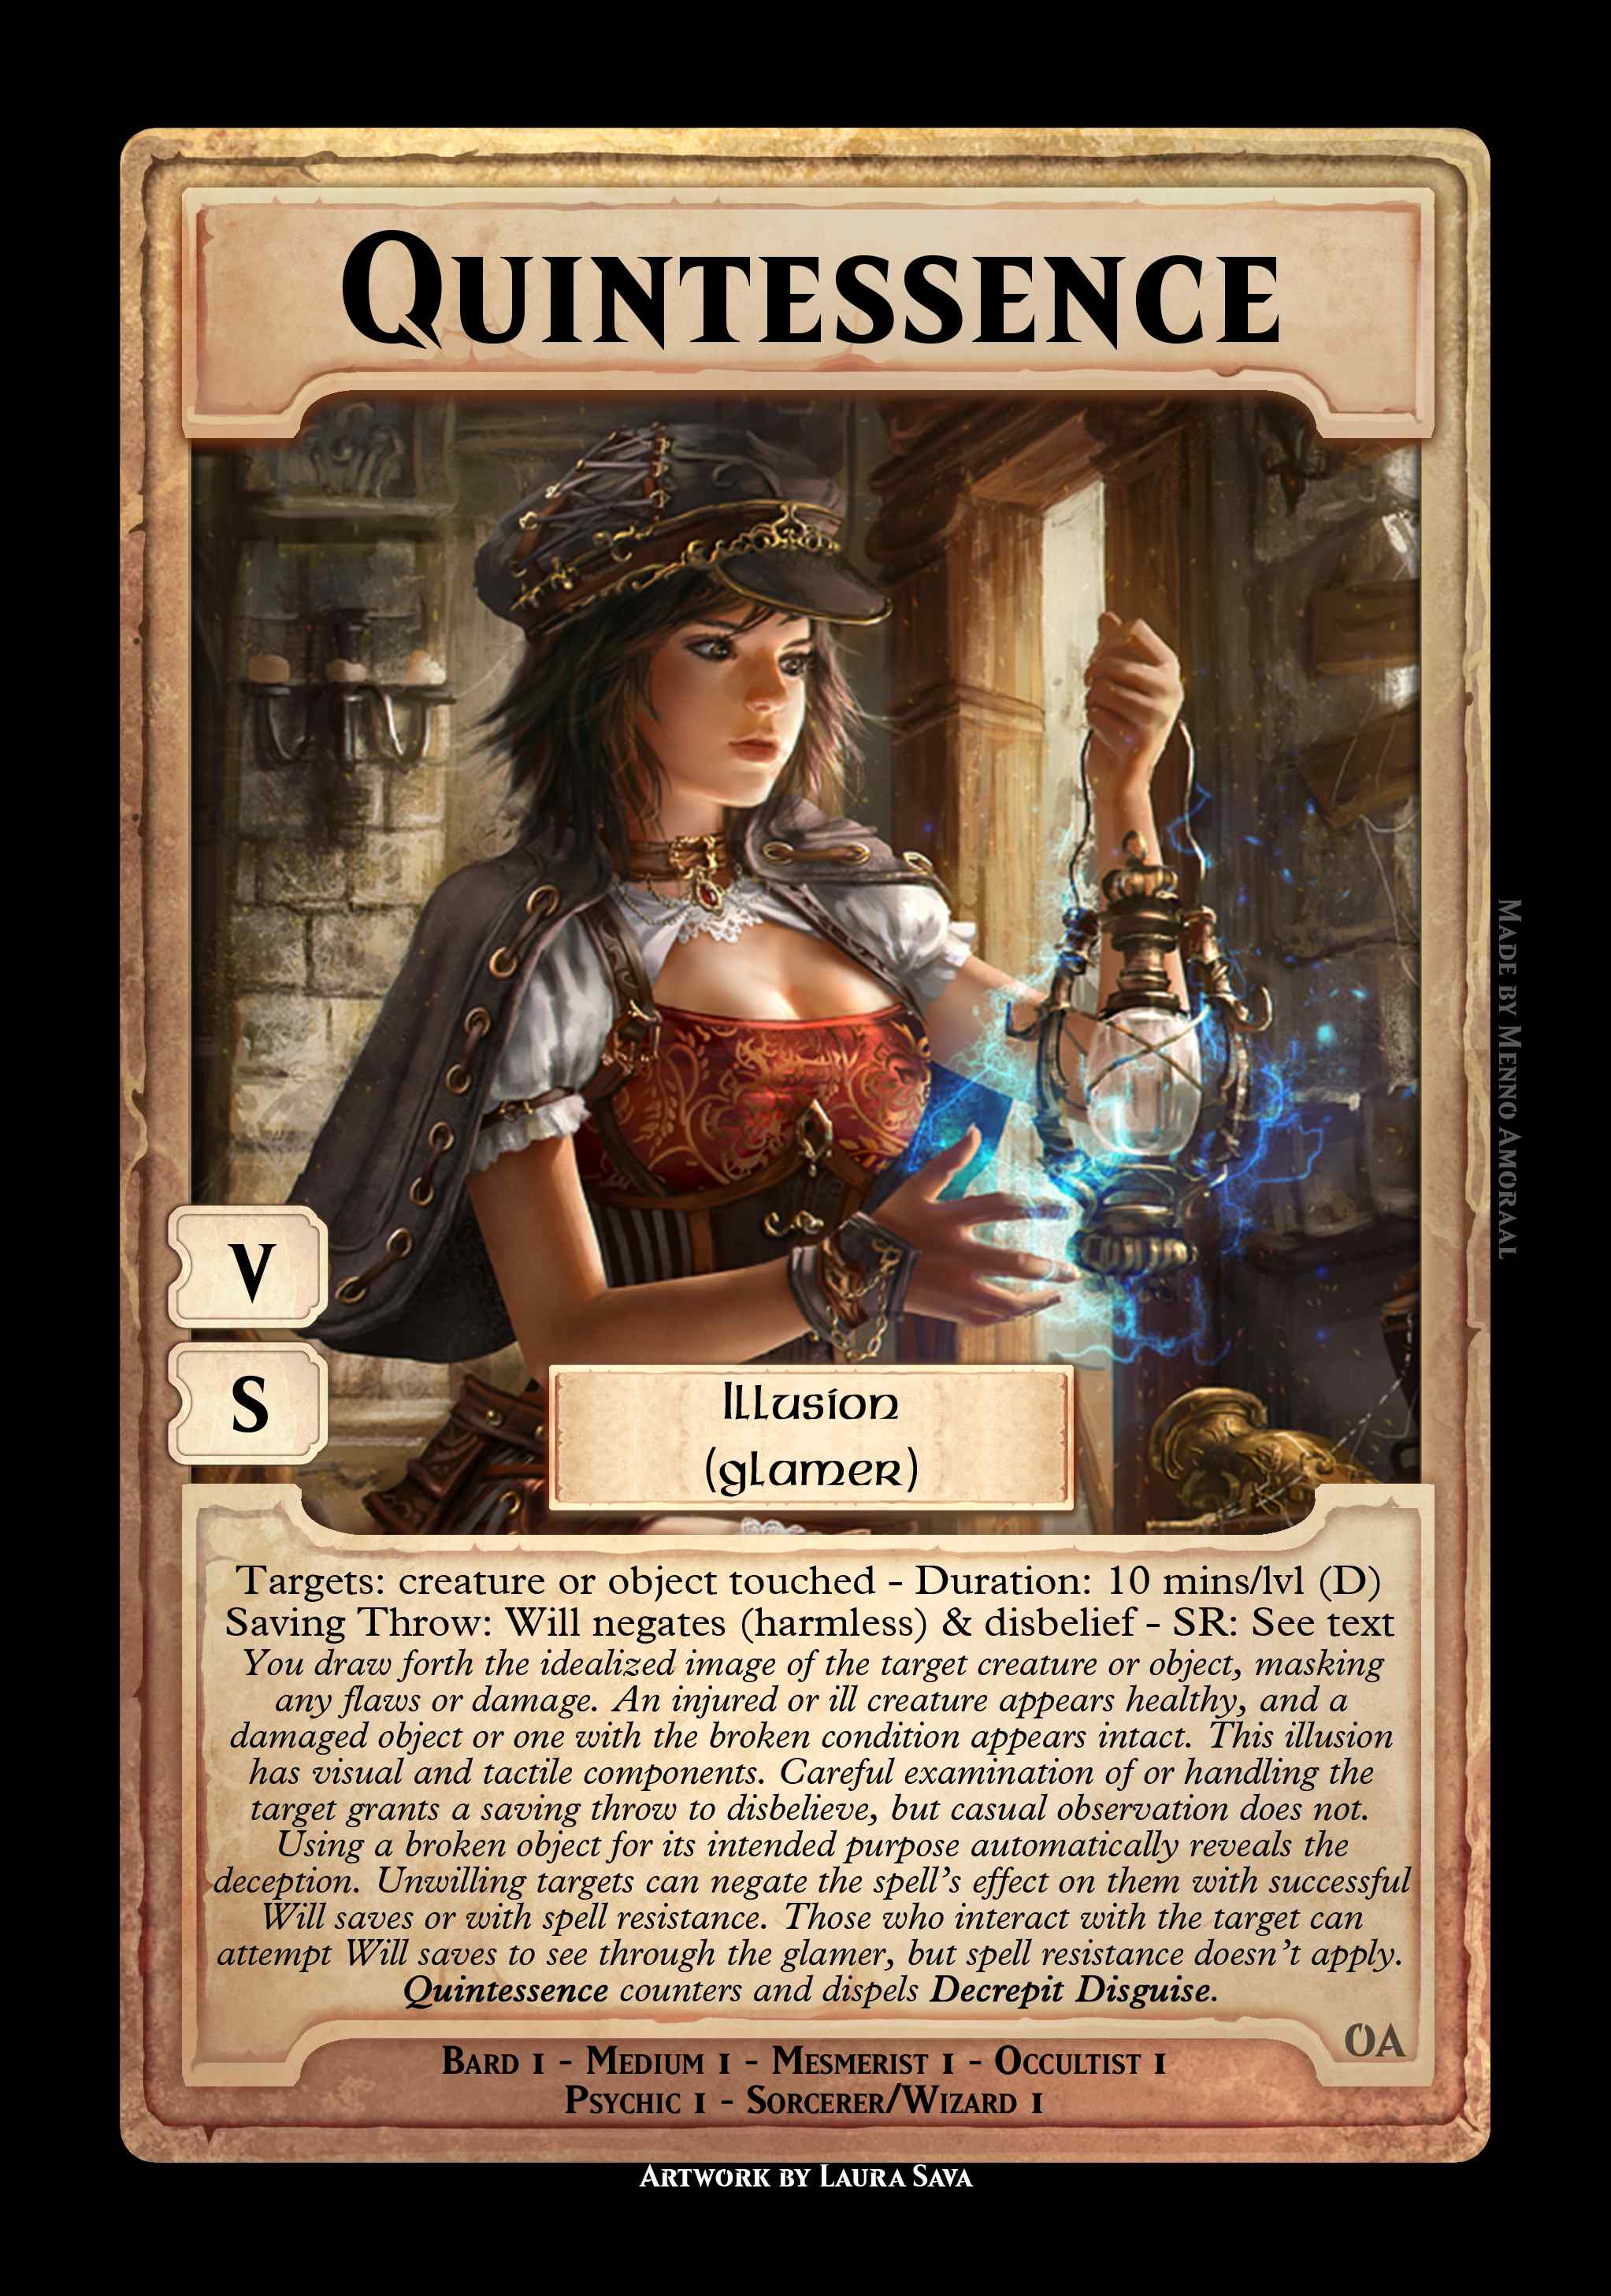 Quintessence
V
S
Illusion
(glamer)
Targets: creature or object touched - Duration: 10 mins/lvl (D)
Saving Throw: Will negates (harmless) & disbelief - SR: See text
You draw forth the idealized image of the target creature or object, masking
any flaws or damage. An injured or ill creature appears healthy, and a
damaged object or one with the broken condition appears intact. This illusion
has visual and tactile components. Careful examination of or handling the
target grants a saving throw to disbelieve, but casual observation does not.
Using a broken object for its intended purpose automatically reveals the
deception. Unwilling targets can negate the spell's effect on them with successful
Will saves or with spell resistance. Those who interact with the target can
attempt Will saves to see through the glamer, but spell resistance doesn't apply.
Quintessence counters and dispels Decrepit Disguise.
OA
Bard 1 - Medium 1 - Mesmerist 1 - Occultist 1
Psychic 1 - Sorcerer/Wizard 1
Artwork by Laura Sava
Made by Menno Amoraal